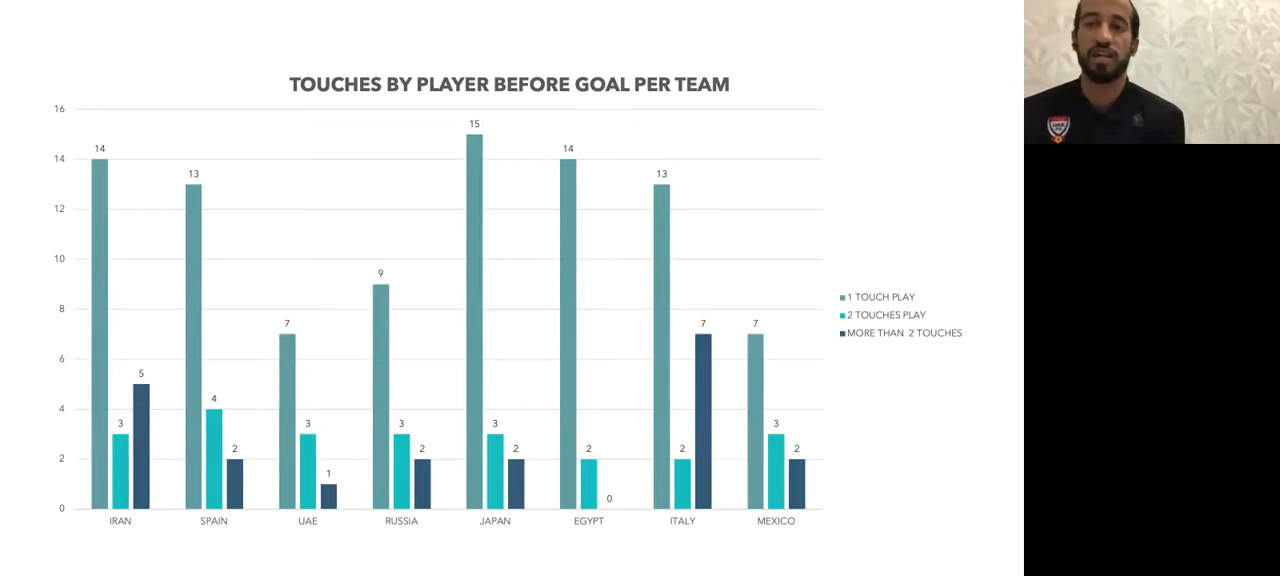 TOUCHES BY PLAYER BEFORE GOAL PER TEAM
16
14
12
10
8
6
4
2
0
14
3
5
13
4
2
7
3
1
9
3
2
15
3
2
14
2
0
13
2
7
7
3
2
IRAN
SPAIN
UAE
RUSSIA
JAPAN
EGYPT
ITALY
MEXICO
1 TOUCH PLAY
2 TOUCHES PLAY
MORE THAN 2 TOUCHES